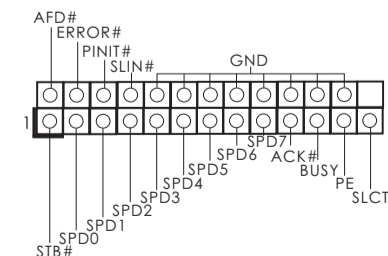 AFD#
ERROR#
PINIT#
SLIN#
GND
1
STB#
SPD0
SPD1
SPD2
SPD3
SPD4
SPD5
SPD6
SPD7
ACK#
BUSY
PE
SLCT